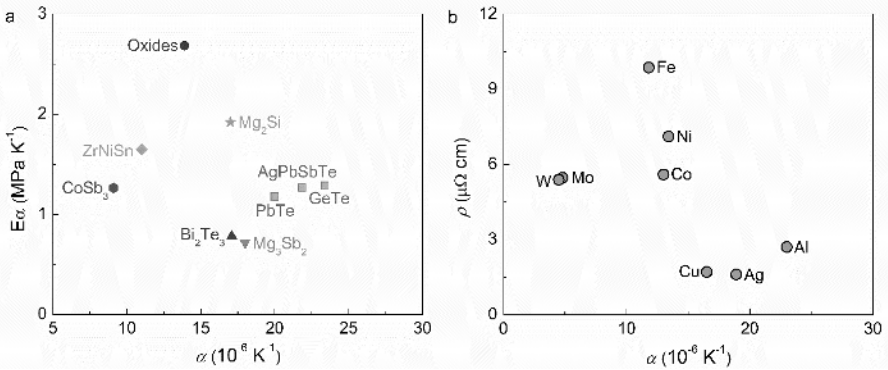 a
3
2
1
0
5
10
15
20
25
30
Eα (MPa K⁻¹)
α (10⁻⁶ K⁻¹)
Oxides
Mg₂Si
ZrNiSn
CoSb₃
AgPbSbTe
PbTe
GeTe
Bi₂Te₃
Mg₃Sb₂
b
12
9
6
3
0
0
10
20
30
ρ (μΩ cm)
α (10⁻⁶ K⁻¹)
Fe
Ni
Co
W
Mo
Al
Cu
Ag